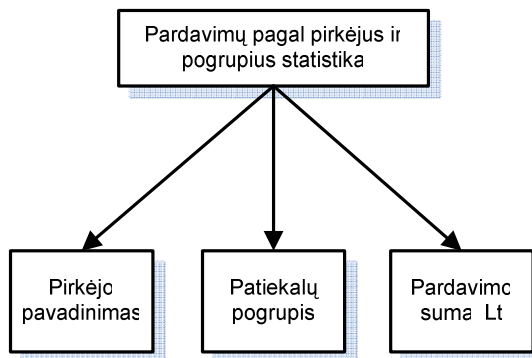 Pardavimų pagal pirkėjus ir
pogrupius statistika
Pirkėjo
pavadinimas
Patiekalų
pogrupis
Pardavimo
suma Lt